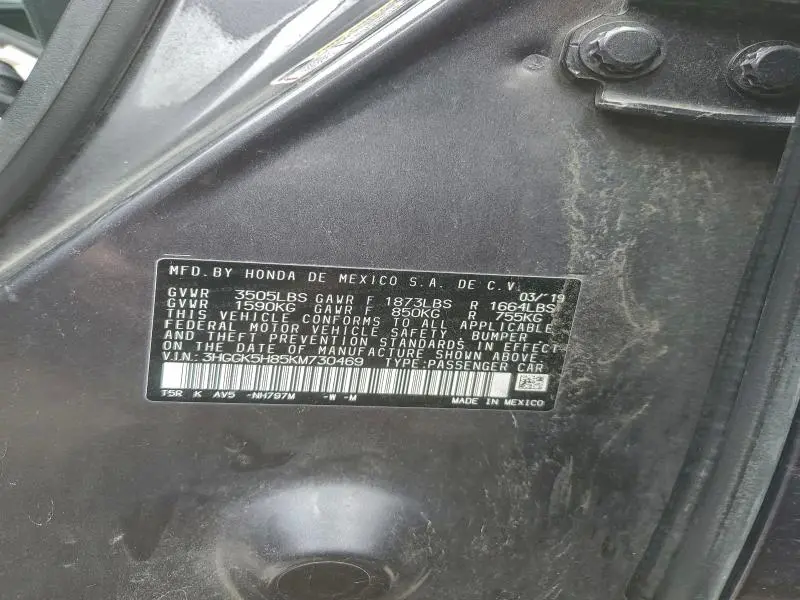 MFD. BY HONDA DE MEXICO S.A. DE C.V.
03/'19
GVWR 3505LBS GAWR F 1873LBS R 1664LBS
GVWR 1590KG GAWR F 850KG R 755KG
THIS VEHICLE CONFORMS TO ALL APPLICABLE
FEDERAL MOTOR VEHICLE SAFETY, BUMPER
AND THEFT PREVENTION STANDARDS IN EFFECT
ON THE DATE OF MANUFACTURE SHOWN ABOVE.
V.I.N.: 3HGGK5H85KM730469 TYPE:PASSENGER CAR
T5R K AV5 -NH797M -W -M MADE IN MEXICO